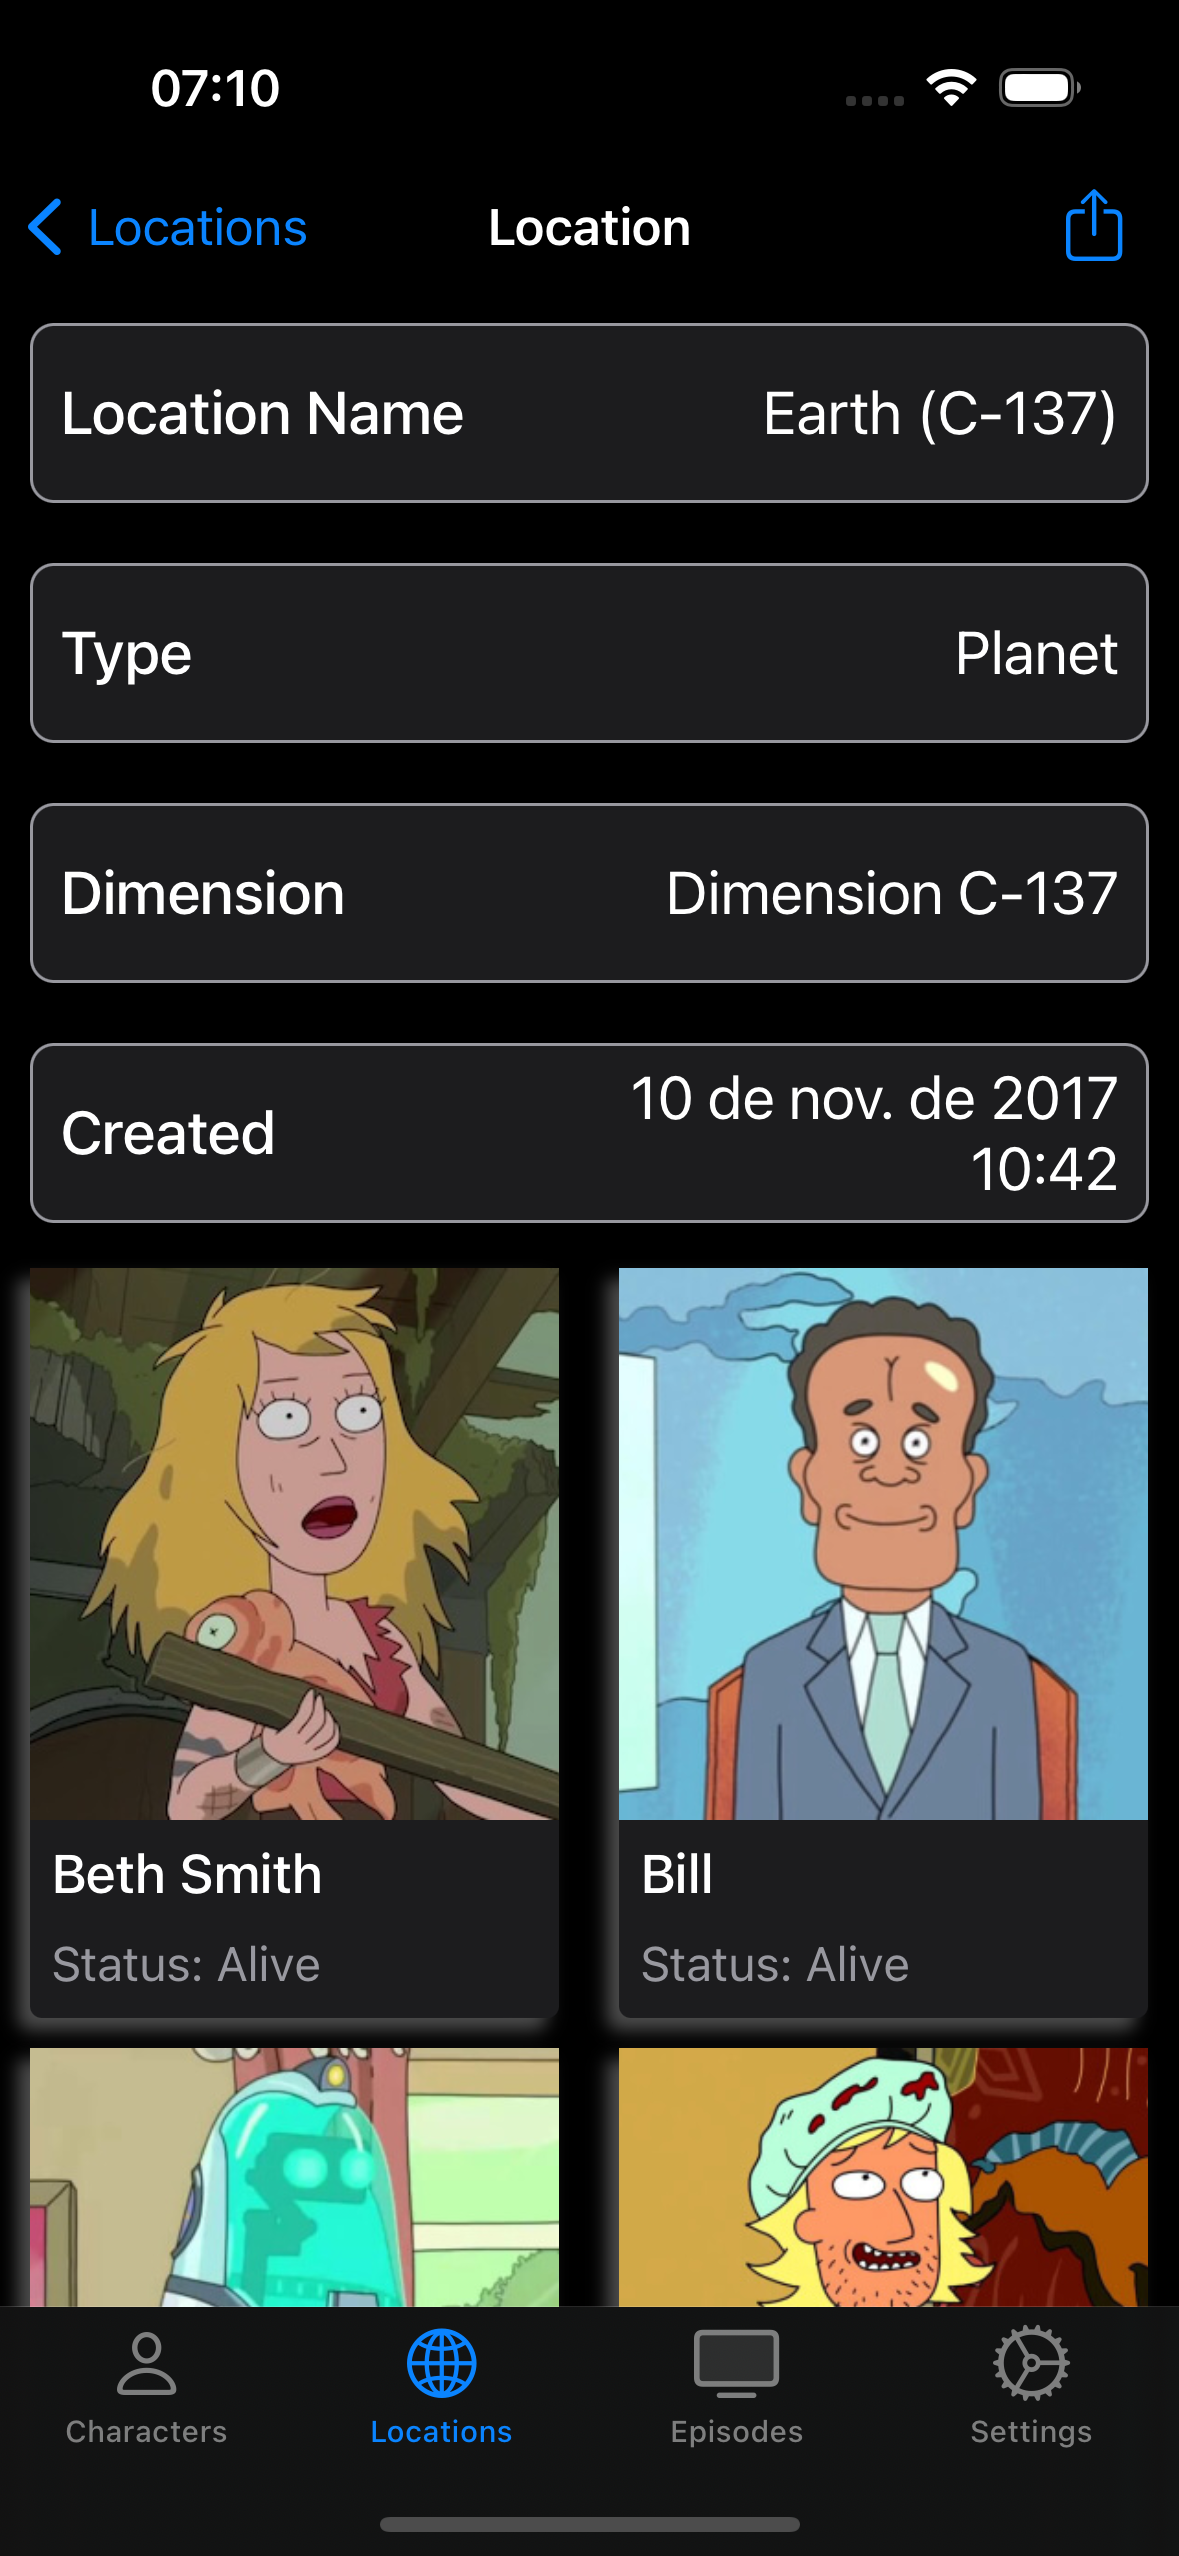 07:10
Locations
Location
Location Name
Earth (C-137)
Type
Planet
Dimension
Dimension C-137
Created
10 de nov. de 2017
10:42
Beth Smith
Status: Alive
Bill
Status: Alive
Characters
Locations
Episodes
Settings